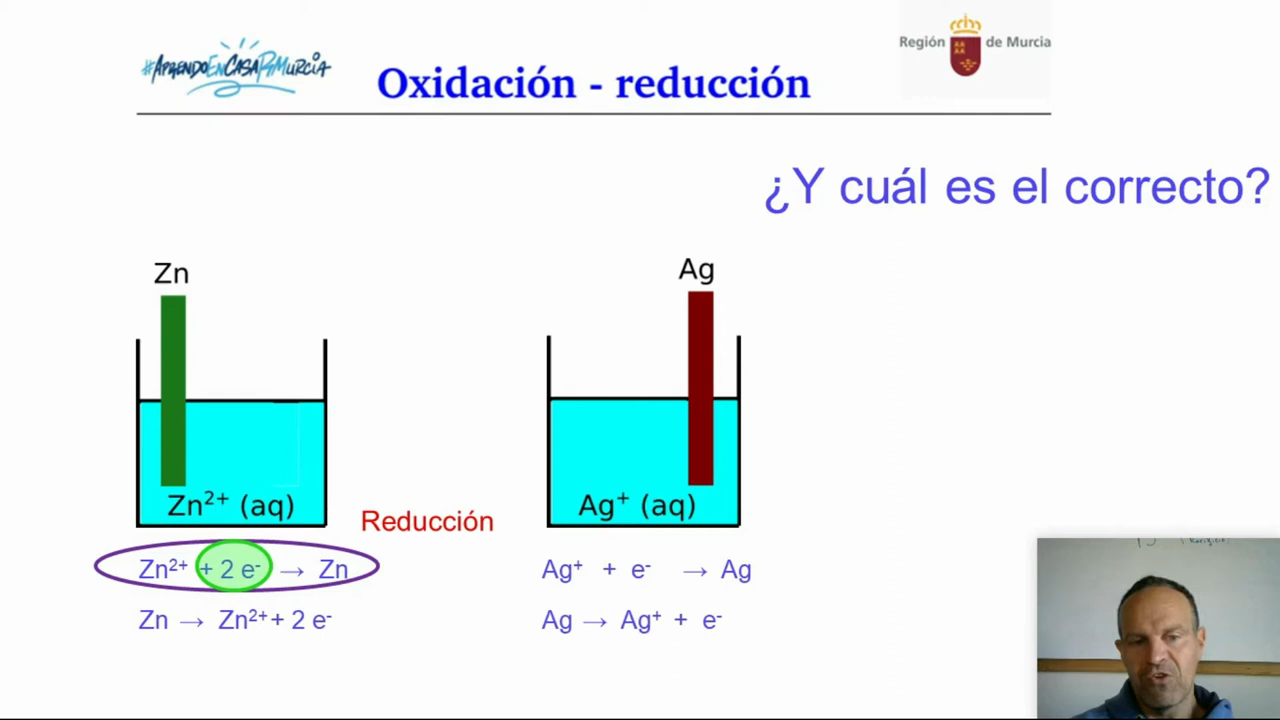 #AprendoEnCasaRMurcia
Región de Murcia
Oxidación - reducción
¿Y cuál es el correcto?
Zn
Ag
Zn²⁺ (aq)
Ag⁺ (aq)
Reducción
Zn²⁺ + 2 e⁻ → Zn
Ag⁺ + e⁻ → Ag
Zn → Zn²⁺ + 2 e⁻
Ag → Ag⁺ + e⁻